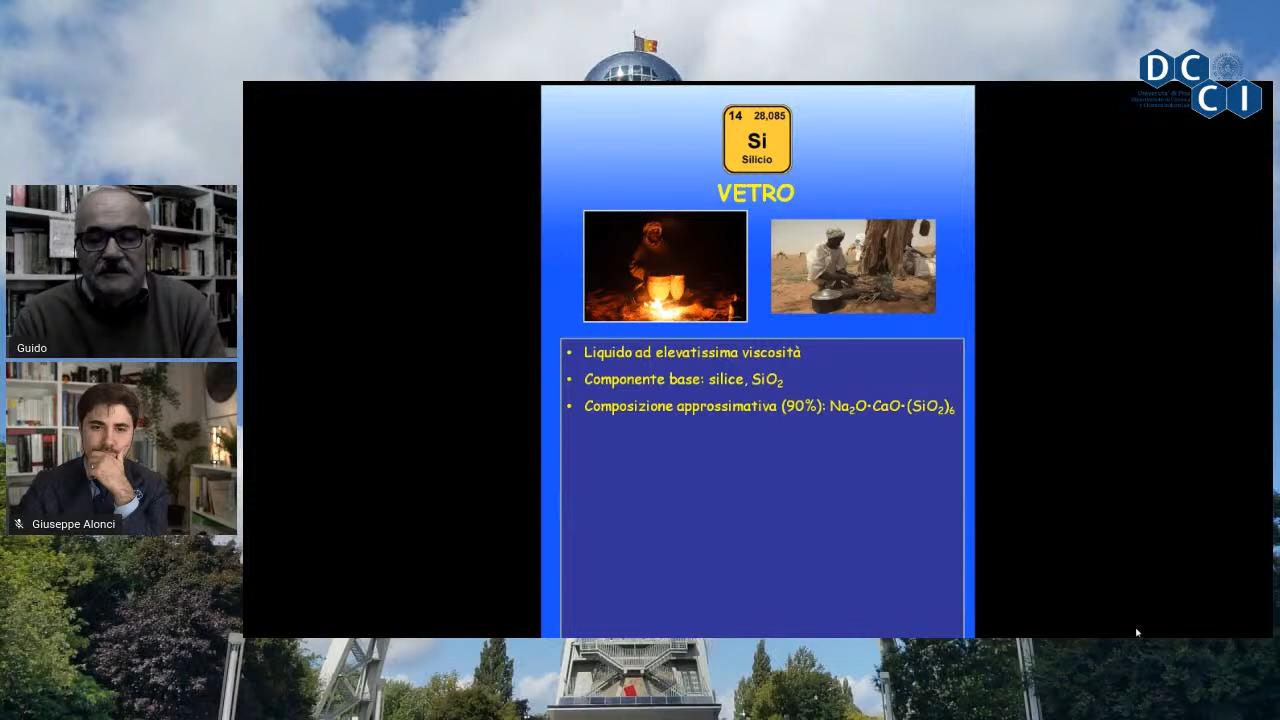 DC
CI
14 28,085
Si
Silicio
VETRO
• Liquido ad elevatissima viscosità
• Componente base: silice, SiO₂
• Composizione approssimativa (90%): Na₂O·CaO·(SiO₂)₆
Guido
Giuseppe Alonci